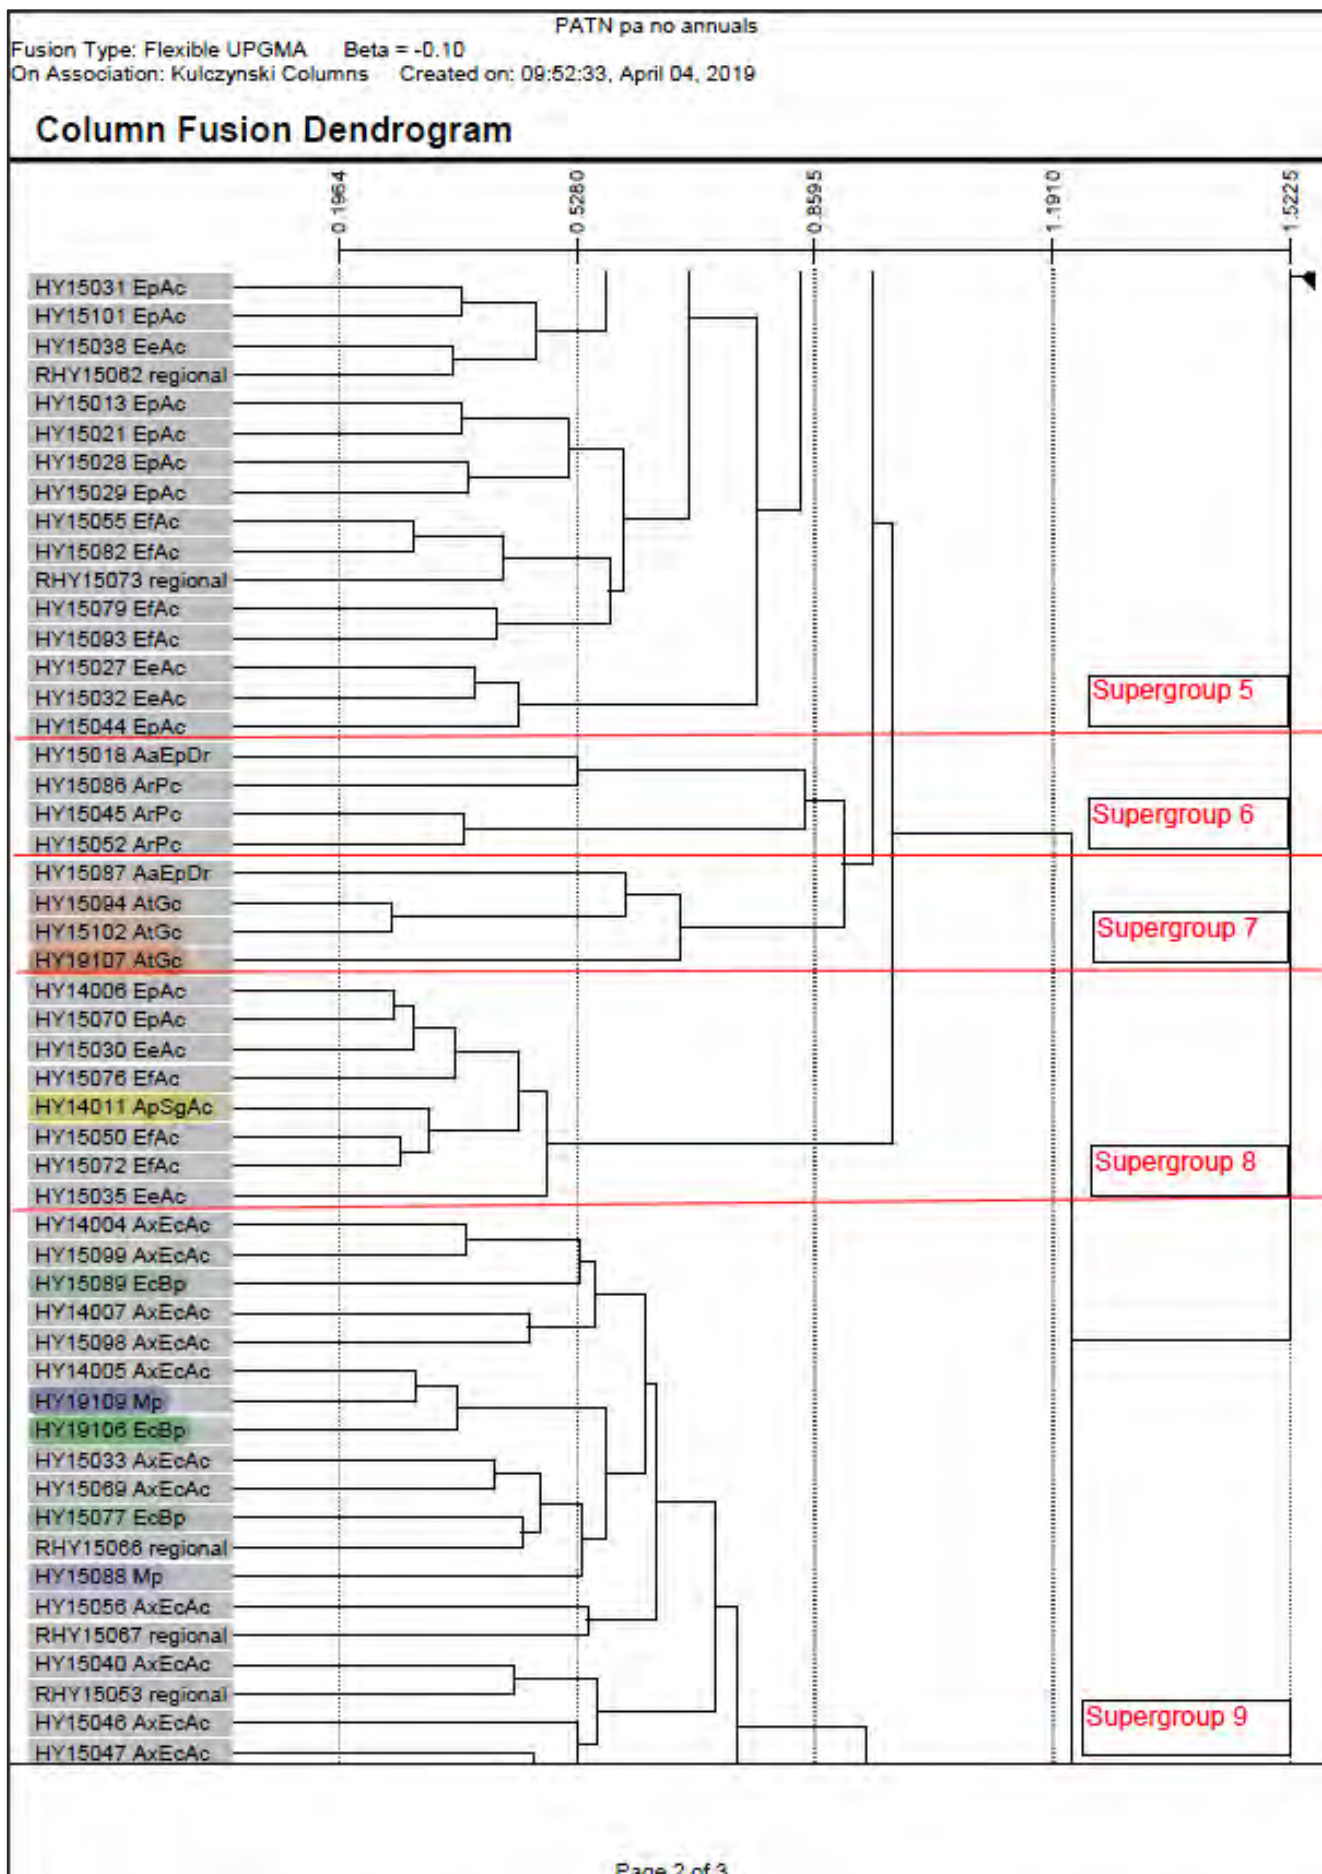 PATN pa no annuals
Fusion Type: Flexible UPGMA Beta = -0.10
On Association: Kulczynski Columns Created on: 09:52:33, April 04, 2019
Column Fusion Dendrogram
0.1964 0.5280 0.8595 1.1910 1.5225
HY15031 EpAc
HY15101 EpAc
HY15038 EeAc
RHY15062 regional
HY15013 EpAc
HY15021 EpAc
HY15028 EpAc
HY15029 EpAc
HY15055 EfAc
HY15082 EfAc
RHY15073 regional
HY15079 EfAc
HY15093 EfAc
HY15027 EeAc
HY15032 EeAc
Supergroup 5
HY15044 EpAc
HY15018 AaEpDr
HY15086 ArPc
HY15045 ArPc
Supergroup 6
HY15052 ArPc
HY15087 AaEpDr
HY15094 AtGc
HY15102 AtGc
Supergroup 7
HY19107 AtGc
HY14006 EpAc
HY15070 EpAc
HY15030 EeAc
HY15076 EfAc
HY14011 ApSgAc
HY15050 EfAc
HY15072 EfAc
Supergroup 8
HY15035 EeAc
HY14004 AxEcAc
HY15099 AxEcAc
HY15089 EcBp
HY14007 AxEcAc
HY15098 AxEcAc
HY14005 AxEcAc
HY19109 Mp
HY19106 EcBp
HY15033 AxEcAc
HY15069 AxEcAc
HY15077 EcBp
RHY15066 regional
HY15088 Mp
HY15056 AxEcAc
RHY15067 regional
HY15040 AxEcAc
RHY15053 regional
HY15046 AxEcAc
Supergroup 9
HY15047 AxEcAc
Page 2 of 3